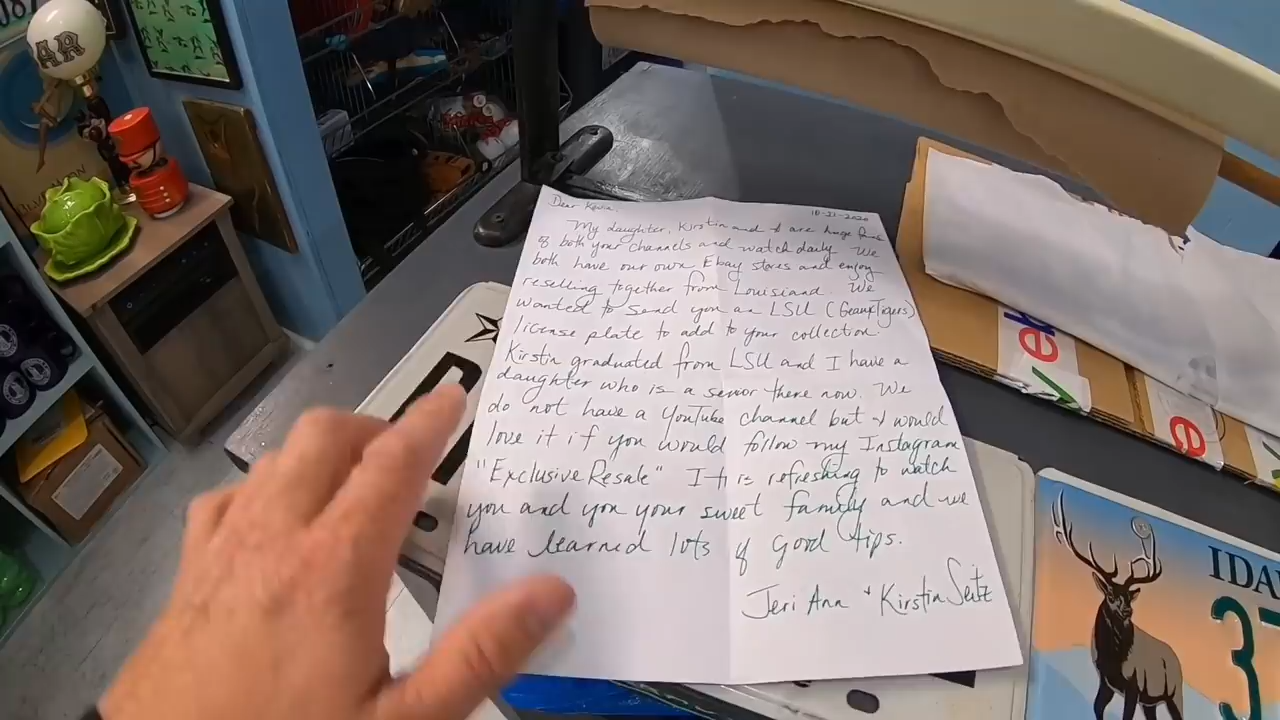 087
AR
Dear Kevin,
10-21-2020
My daughter, Kirstin and I are huge fans
of both your channels and watch daily. We
both have our own Ebay stores and enjoy
reselling together from Louisiana. We
wanted to send you an LSU (Geaux Tigers)
license plate to add to your collection
Kirstin graduated from LSU and I have a
daughter who is a senior there now. We
do not have a YouTube channel but I would
love it if you would follow my Instagram
"Exclusive Resale" It is refreshing to watch
you and you your sweet family and we
have learned lots of good tips.
Jeri Ann + Kirstin Seitz
IDA
37